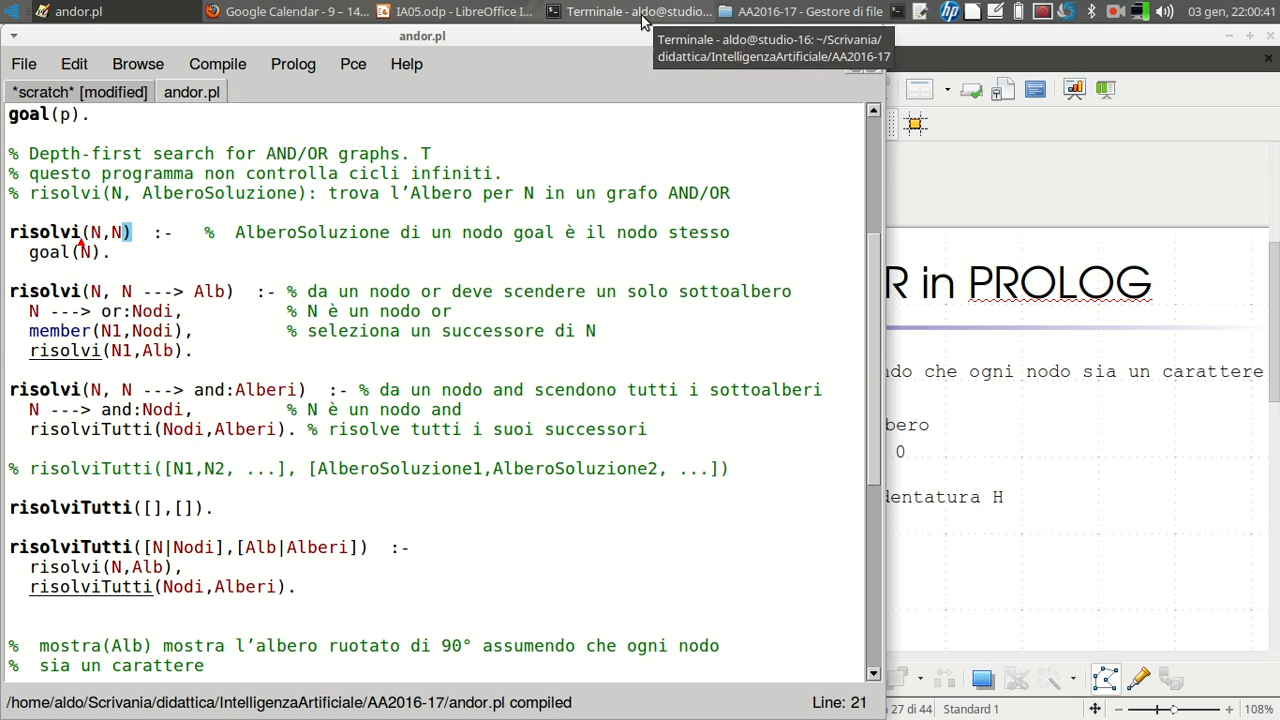 andor.pl
Google Calendar - 9 – 14...
IA05.odp - LibreOffice I...
Terminale - aldo@studio...
AA2016-17 - Gestore di file
03 gen, 22:00:41
andor.pl
Terminale - aldo@studio-16: ~/Scrivania/
didattica/IntelligenzaArtificiale/AA2016-17
File Edit Browse Compile Prolog Pce Help
*scratch* [modified] andor.pl
goal(p).
% Depth-first search for AND/OR graphs. T
% questo programma non controlla cicli infiniti.
% risolvi(N, AlberoSoluzione): trova l'Albero per N in un grafo AND/OR
risolvi(N,N) :- % AlberoSoluzione di un nodo goal è il nodo stesso
goal(N).
risolvi(N, N ---> Alb) :- % da un nodo or deve scendere un solo sottoalbero
N ---> or:Nodi, % N è un nodo or
member(N1,Nodi), % seleziona un successore di N
risolvi(N1,Alb).
risolvi(N, N ---> and:Alberi) :- % da un nodo and scendono tutti i sottoalberi
N ---> and:Nodi, % N è un nodo and
risolviTutti(Nodi,Alberi). % risolve tutti i suoi successori
% risolviTutti([N1,N2, ...], [AlberoSoluzione1,AlberoSoluzione2, ...])
risolviTutti([],[]).
risolviTutti([N|Nodi],[Alb|Alberi]) :-
risolvi(N,Alb),
risolviTutti(Nodi,Alberi).
% mostra(Alb) mostra l'albero ruotato di 90° assumendo che ogni nodo
% sia un carattere
/home/aldo/Scrivania/didattica/IntelligenzaArtificiale/AA2016-17/andor.pl compiled
Line: 21
R in PROLOG
ndo che ogni nodo sia un carattere
bero
0
dentatura H
27 di 44
Standard 1
108%